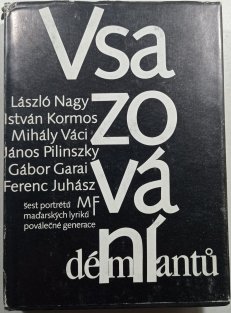 Vsa
zo
vá
ní
démantů
László Nagy
István Kormos
Mihály Váci
János Pilinszky
Gábor Garai
Ferenc Juhász
šest portrétů
maďarských lyriků
poválečné generace
MF